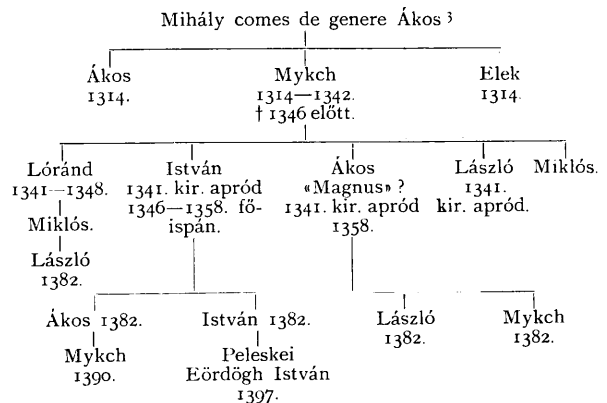 Mihály comes de genere Ákos ³
Ákos Mykch Elek
1314. 1314—1342. 1314.
† 1346 előtt.
Lóránd István Ákos László Miklós.
1341—1348. 1341. kir. apród «Magnus» ? 1341.
Miklós. 1346—1358. fő- 1341. kir. apród kir. apród.
ispán. 1358.
László
1382.
Ákos 1382. István 1382. László Mykch
1382. 1382.
Mykch Peleskei
1390. Eördögh István
1397.